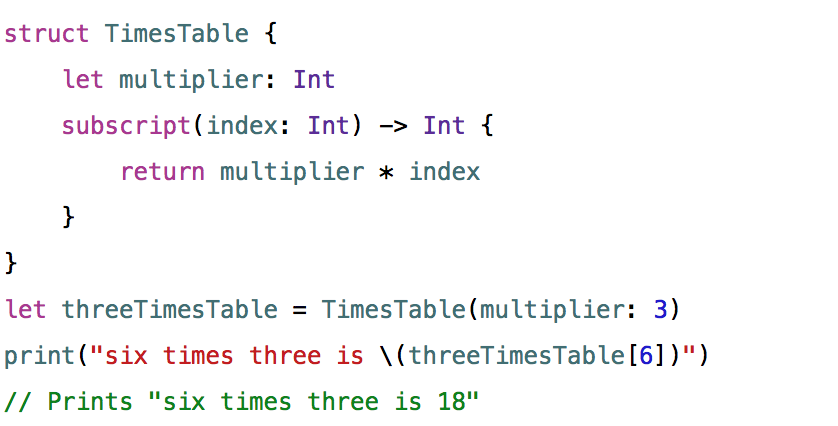 struct TimesTable {
    let multiplier: Int
    subscript(index: Int) -> Int {
        return multiplier * index
    }
}
let threeTimesTable = TimesTable(multiplier: 3)
print("six times three is \(threeTimesTable[6])")
// Prints "six times three is 18"